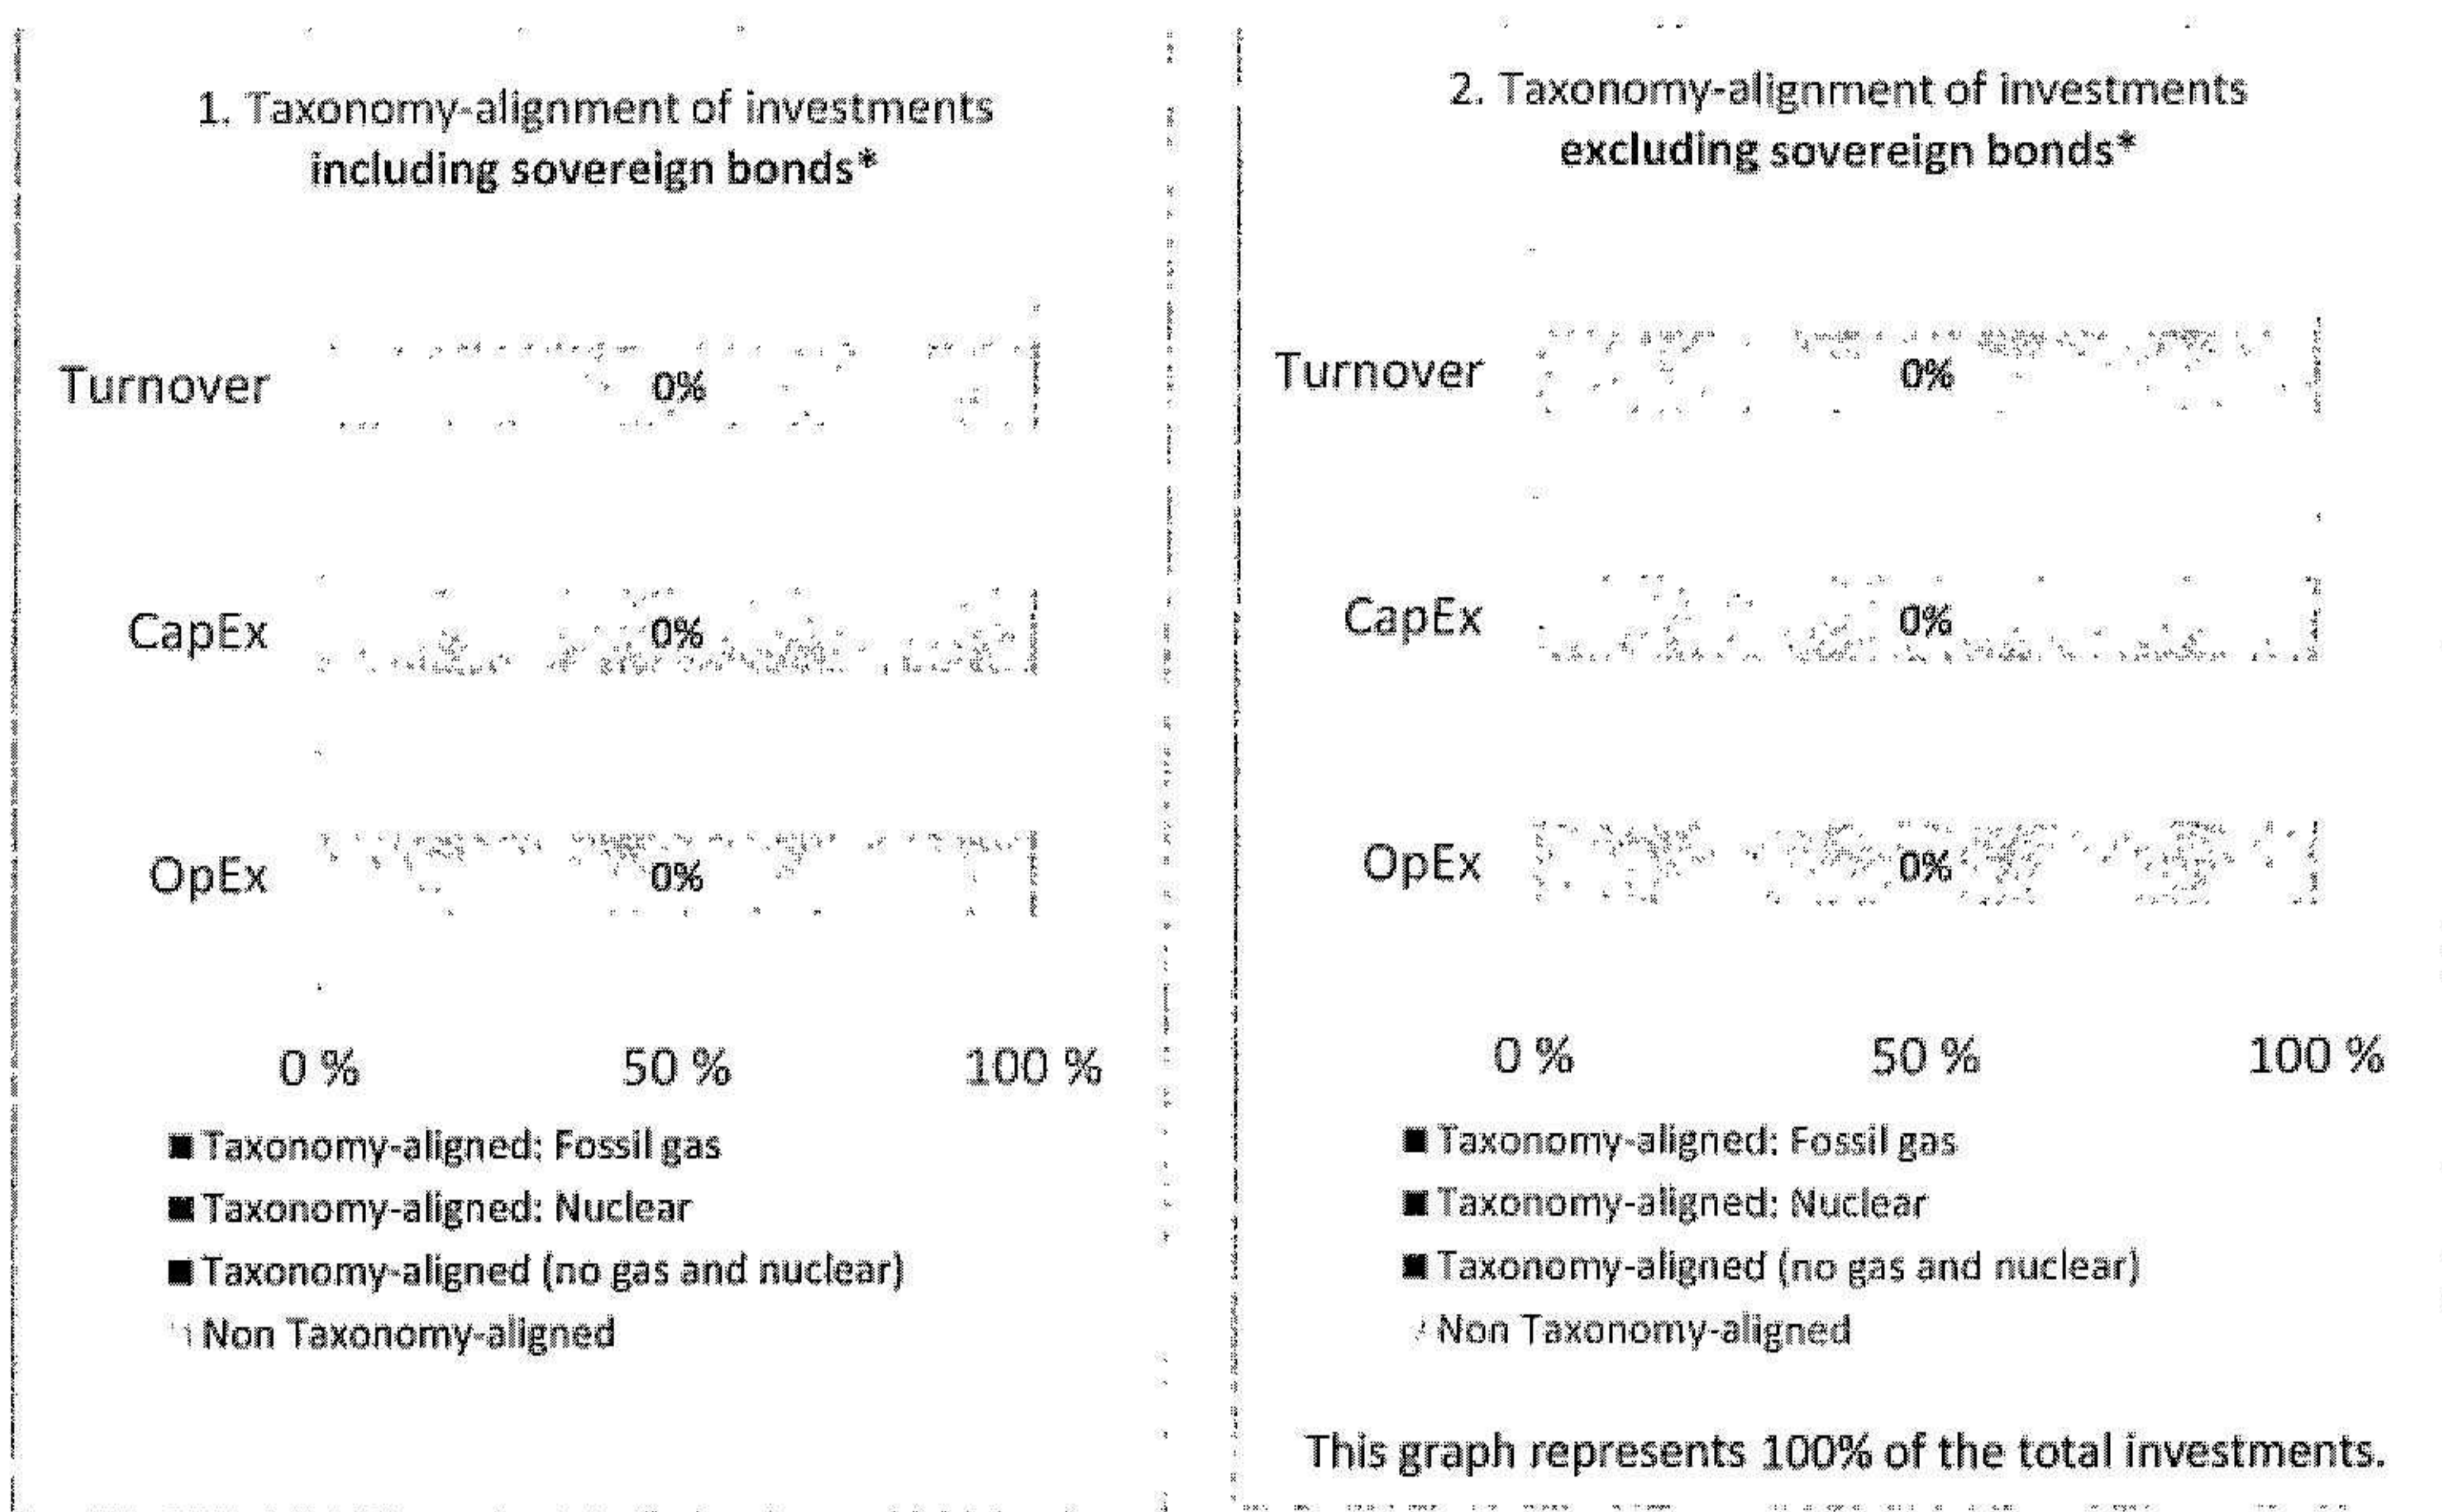 1. Taxonomy-alignment of investments
including sovereign bonds*
Turnover 0%
CapEx 0%
OpEx 0%
0 % 50 % 100 %
Taxonomy-aligned: Fossil gas
Taxonomy-aligned: Nuclear
Taxonomy-aligned (no gas and nuclear)
Non Taxonomy-aligned
2. Taxonomy-alignment of investments
excluding sovereign bonds*
Turnover 0%
CapEx 0%
OpEx 0%
0 % 50 % 100 %
Taxonomy-aligned: Fossil gas
Taxonomy-aligned: Nuclear
Taxonomy-aligned (no gas and nuclear)
Non Taxonomy-aligned
This graph represents 100% of the total investments.